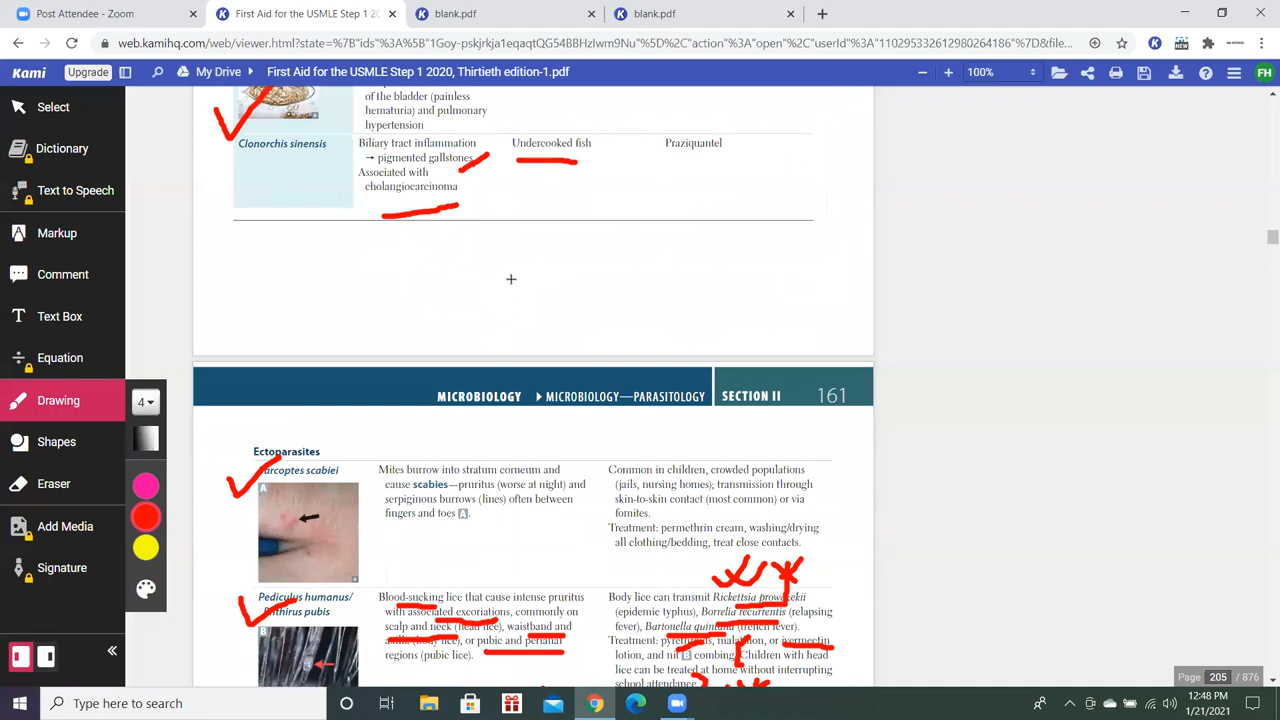 Post Attendee - Zoom
First Aid for the USMLE Step 1 20
blank.pdf
blank.pdf
web.kamihq.com/web/viewer.html?state=%7B"ids"%3A%5B"1Goy-pskjrkja1eqaqtQG54BBHzIwm9Nu"%5D%2C"action"%3A"open"%2C"userId"%3A"110295332612980264186"%7D&file...
NEW
Kami
Upgrade
My Drive
First Aid for the USMLE Step 1 2020, Thirtieth edition-1.pdf
100%
FH
Select
Dictionary
Text to Speech
Markup
Comment
Text Box
Equation
Drawing
Shapes
Eraser
Add Media
Signature
4
of the bladder (painless
hematuria) and pulmonary
hypertension
Clonorchis sinensis
Biliary tract inflammation
→ pigmented gallstones
Associated with
cholangiocarcinoma
Undercooked fish
Praziquantel
MICROBIOLOGY ▶ MICROBIOLOGY—PARASITOLOGY
SECTION II
161
Ectoparasites
Sarcoptes scabiei
A
Mites burrow into stratum corneum and
cause scabies—pruritus (worse at night) and
serpiginous burrows (lines) often between
fingers and toes A.
Common in children, crowded populations
(jails, nursing homes); transmission through
skin-to-skin contact (most common) or via
fomites.
Treatment: permethrin cream, washing/drying
all clothing/bedding, treat close contacts.
Pediculus humanus/
Phthirus pubis
B
Blood-sucking lice that cause intense pruritus
with associated excoriations, commonly on
scalp and neck (head lice), waistband and
axilla (body lice), or pubic and perianal
regions (pubic lice).
Body lice can transmit Rickettsia prowazekii
(epidemic typhus), Borrelia recurrentis (relapsing
fever), Bartonella quintana (trench fever).
Treatment: pyrethroids, malathion, or ivermectin
lotion, and nit B combing. Children with head
lice can be treated at home without interrupting
school attendance.
Page 205 / 876
Type here to search
12:48 PM
1/21/2021